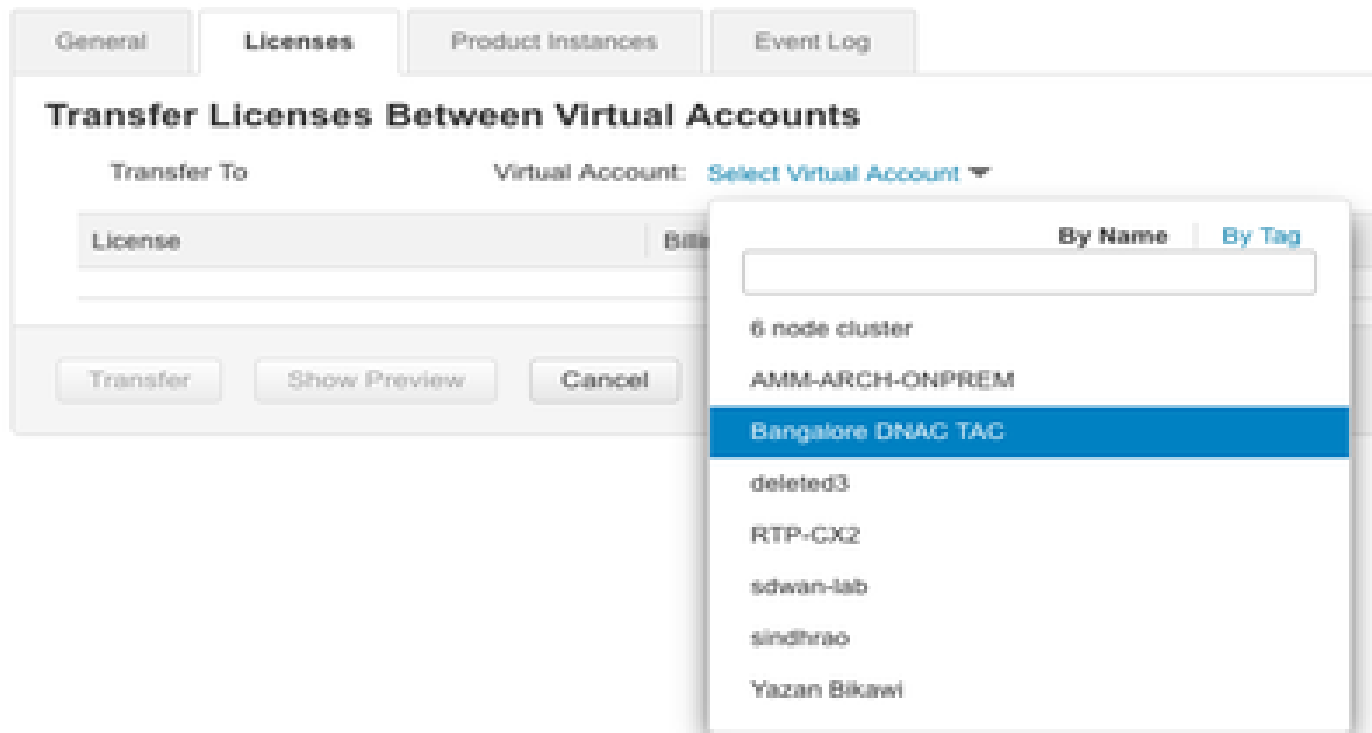 General Licenses Product Instances Event Log
Transfer Licenses Between Virtual Accounts
Transfer To Virtual Account: Select Virtual Account
License
By Name By Tag
6 node cluster
AMM-ARCH-ONPREM
Transfer Show Preview Cancel
Bangalore DNAC TAC
deleted3
RTP-CX2
sdwan-lab
sindhrao
Yazan Bikawi